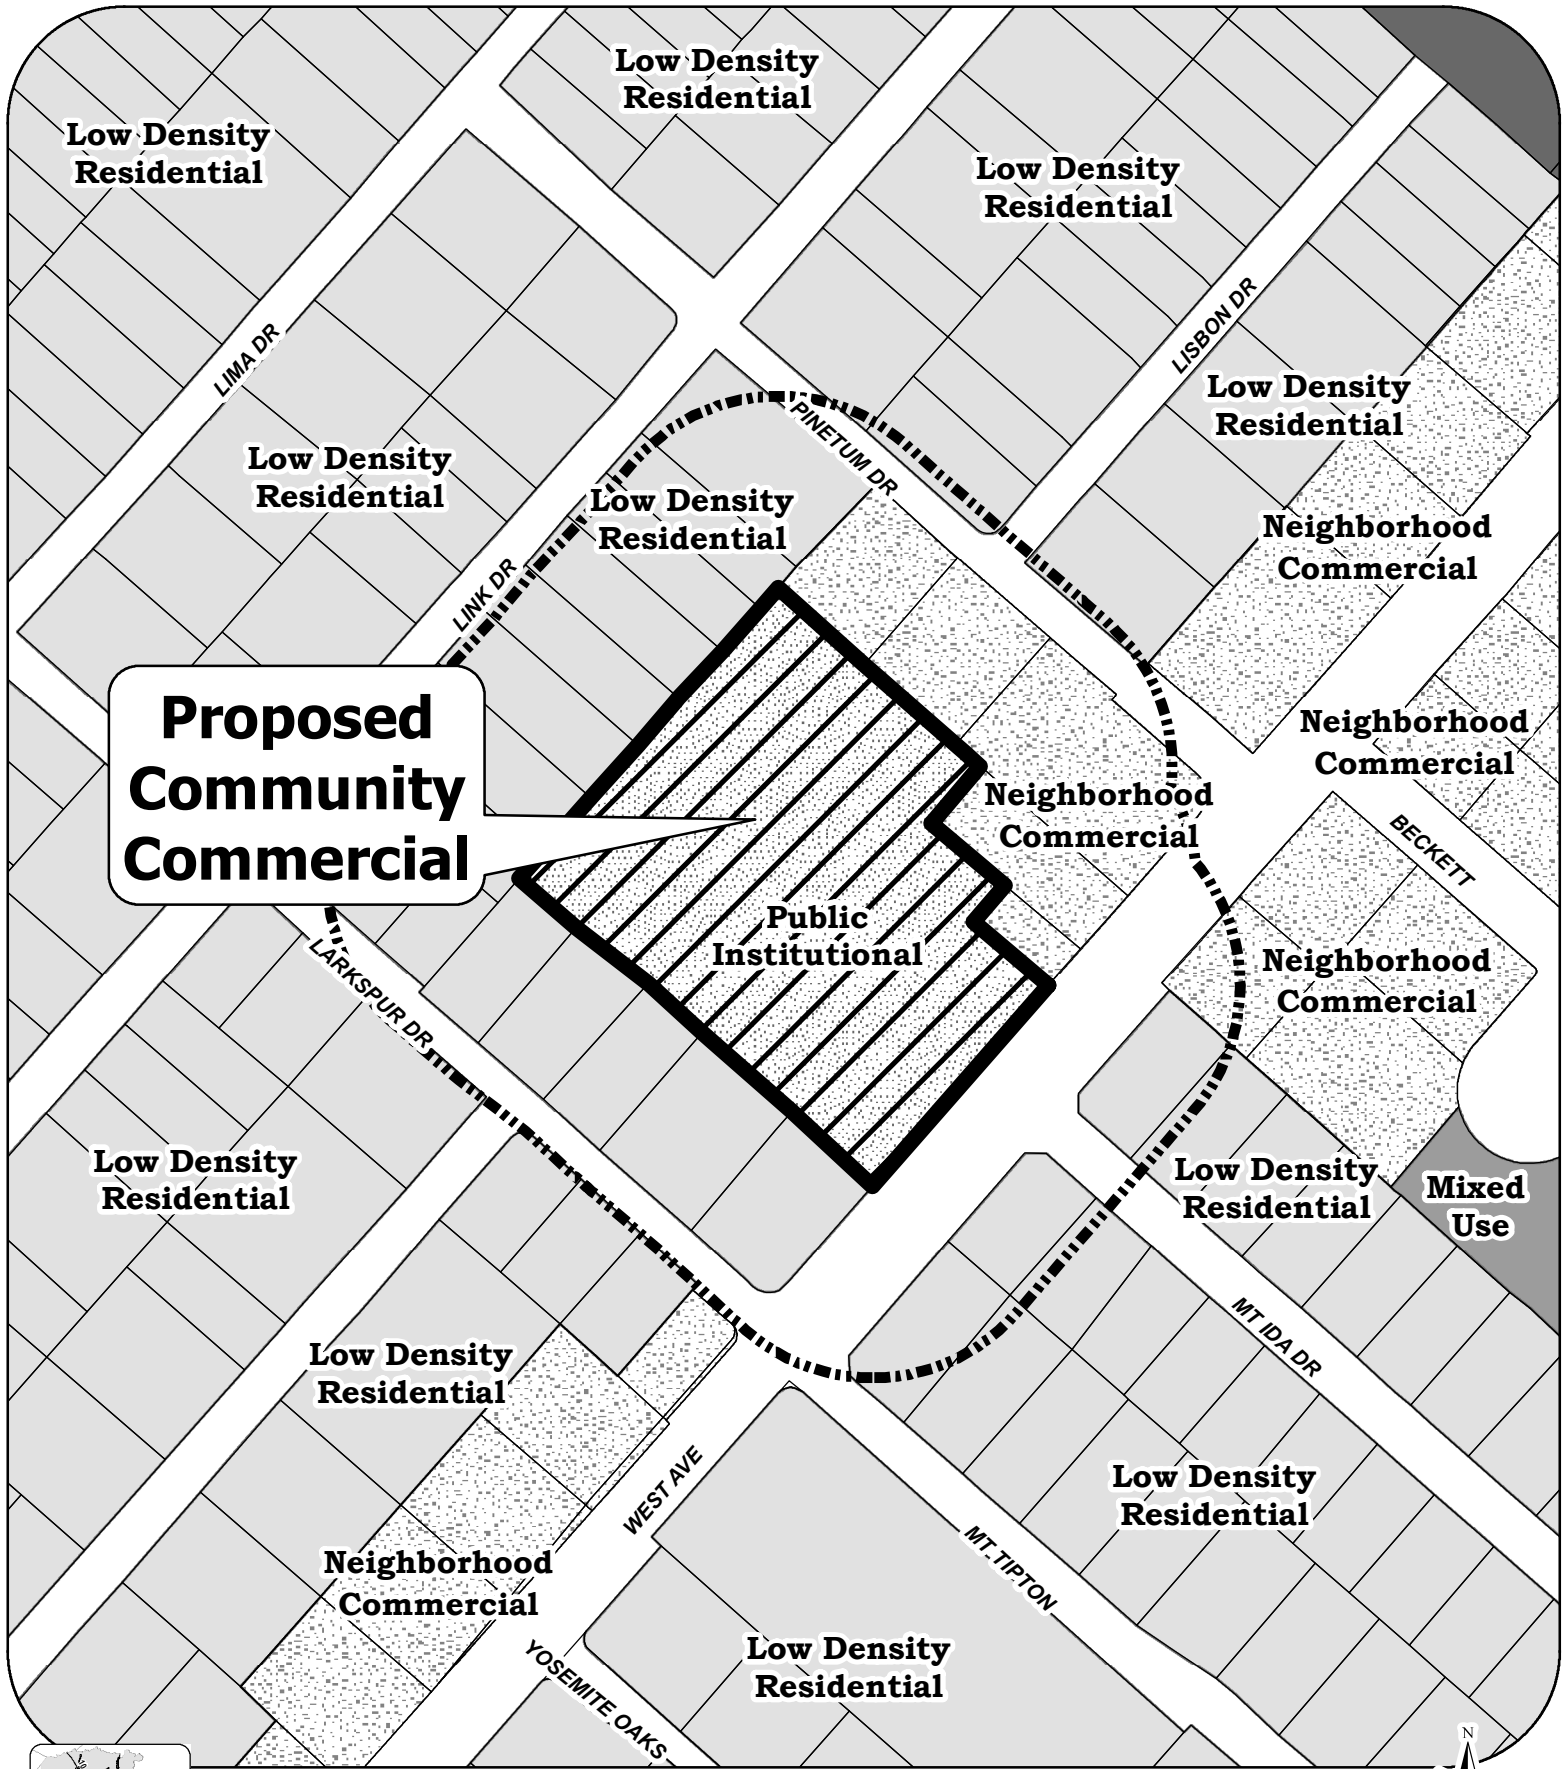 Low Density
Residential
Low Density
Residential
Low Density
Residential
LIMA DR
LISBON DR
Low Density
Residential
PINETUM DR
Low Density
Residential
Low Density
Residential
Neighborhood
Commercial
LINK DR
Proposed
Community
Commercial
Neighborhood
Commercial
Neighborhood
Commercial
BECKETT
Public
Institutional
LARKSPUR DR
Neighborhood
Commercial
Low Density
Residential
Low Density
Residential
Mixed
Use
MT IDA DR
Low Density
Residential
WEST AVE
Low Density
Residential
MT. TIPTON
Neighborhood
Commercial
Low Density
Residential
YOSEMITE OAKS
N